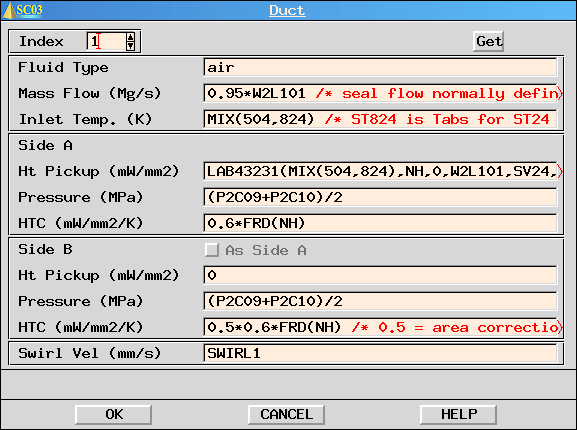 SC03 Duct
Index 1 Get
Fluid Type air
Mass Flow (Mg/s) 0.95*W2L101 /* seal flow normally defin
Inlet Temp. (K) MIX(504,824) /* ST824 is Tabs for ST24
Side A
Ht Pickup (mW/mm2) LAB43231(MIX(504,824),NH,0,W2L101,SV24,
Pressure (MPa) (P2C09+P2C10)/2
HTC (mW/mm2/K) 0.6*FRD(NH)
Side B As Side A
Ht Pickup (mW/mm2) 0
Pressure (MPa) (P2C09+P2C10)/2
HTC (mW/mm2/K) 0.5*0.6*FRD(NH) /* 0.5 = area correctio
Swirl Vel (mm/s) SWIRL1
OK CANCEL HELP